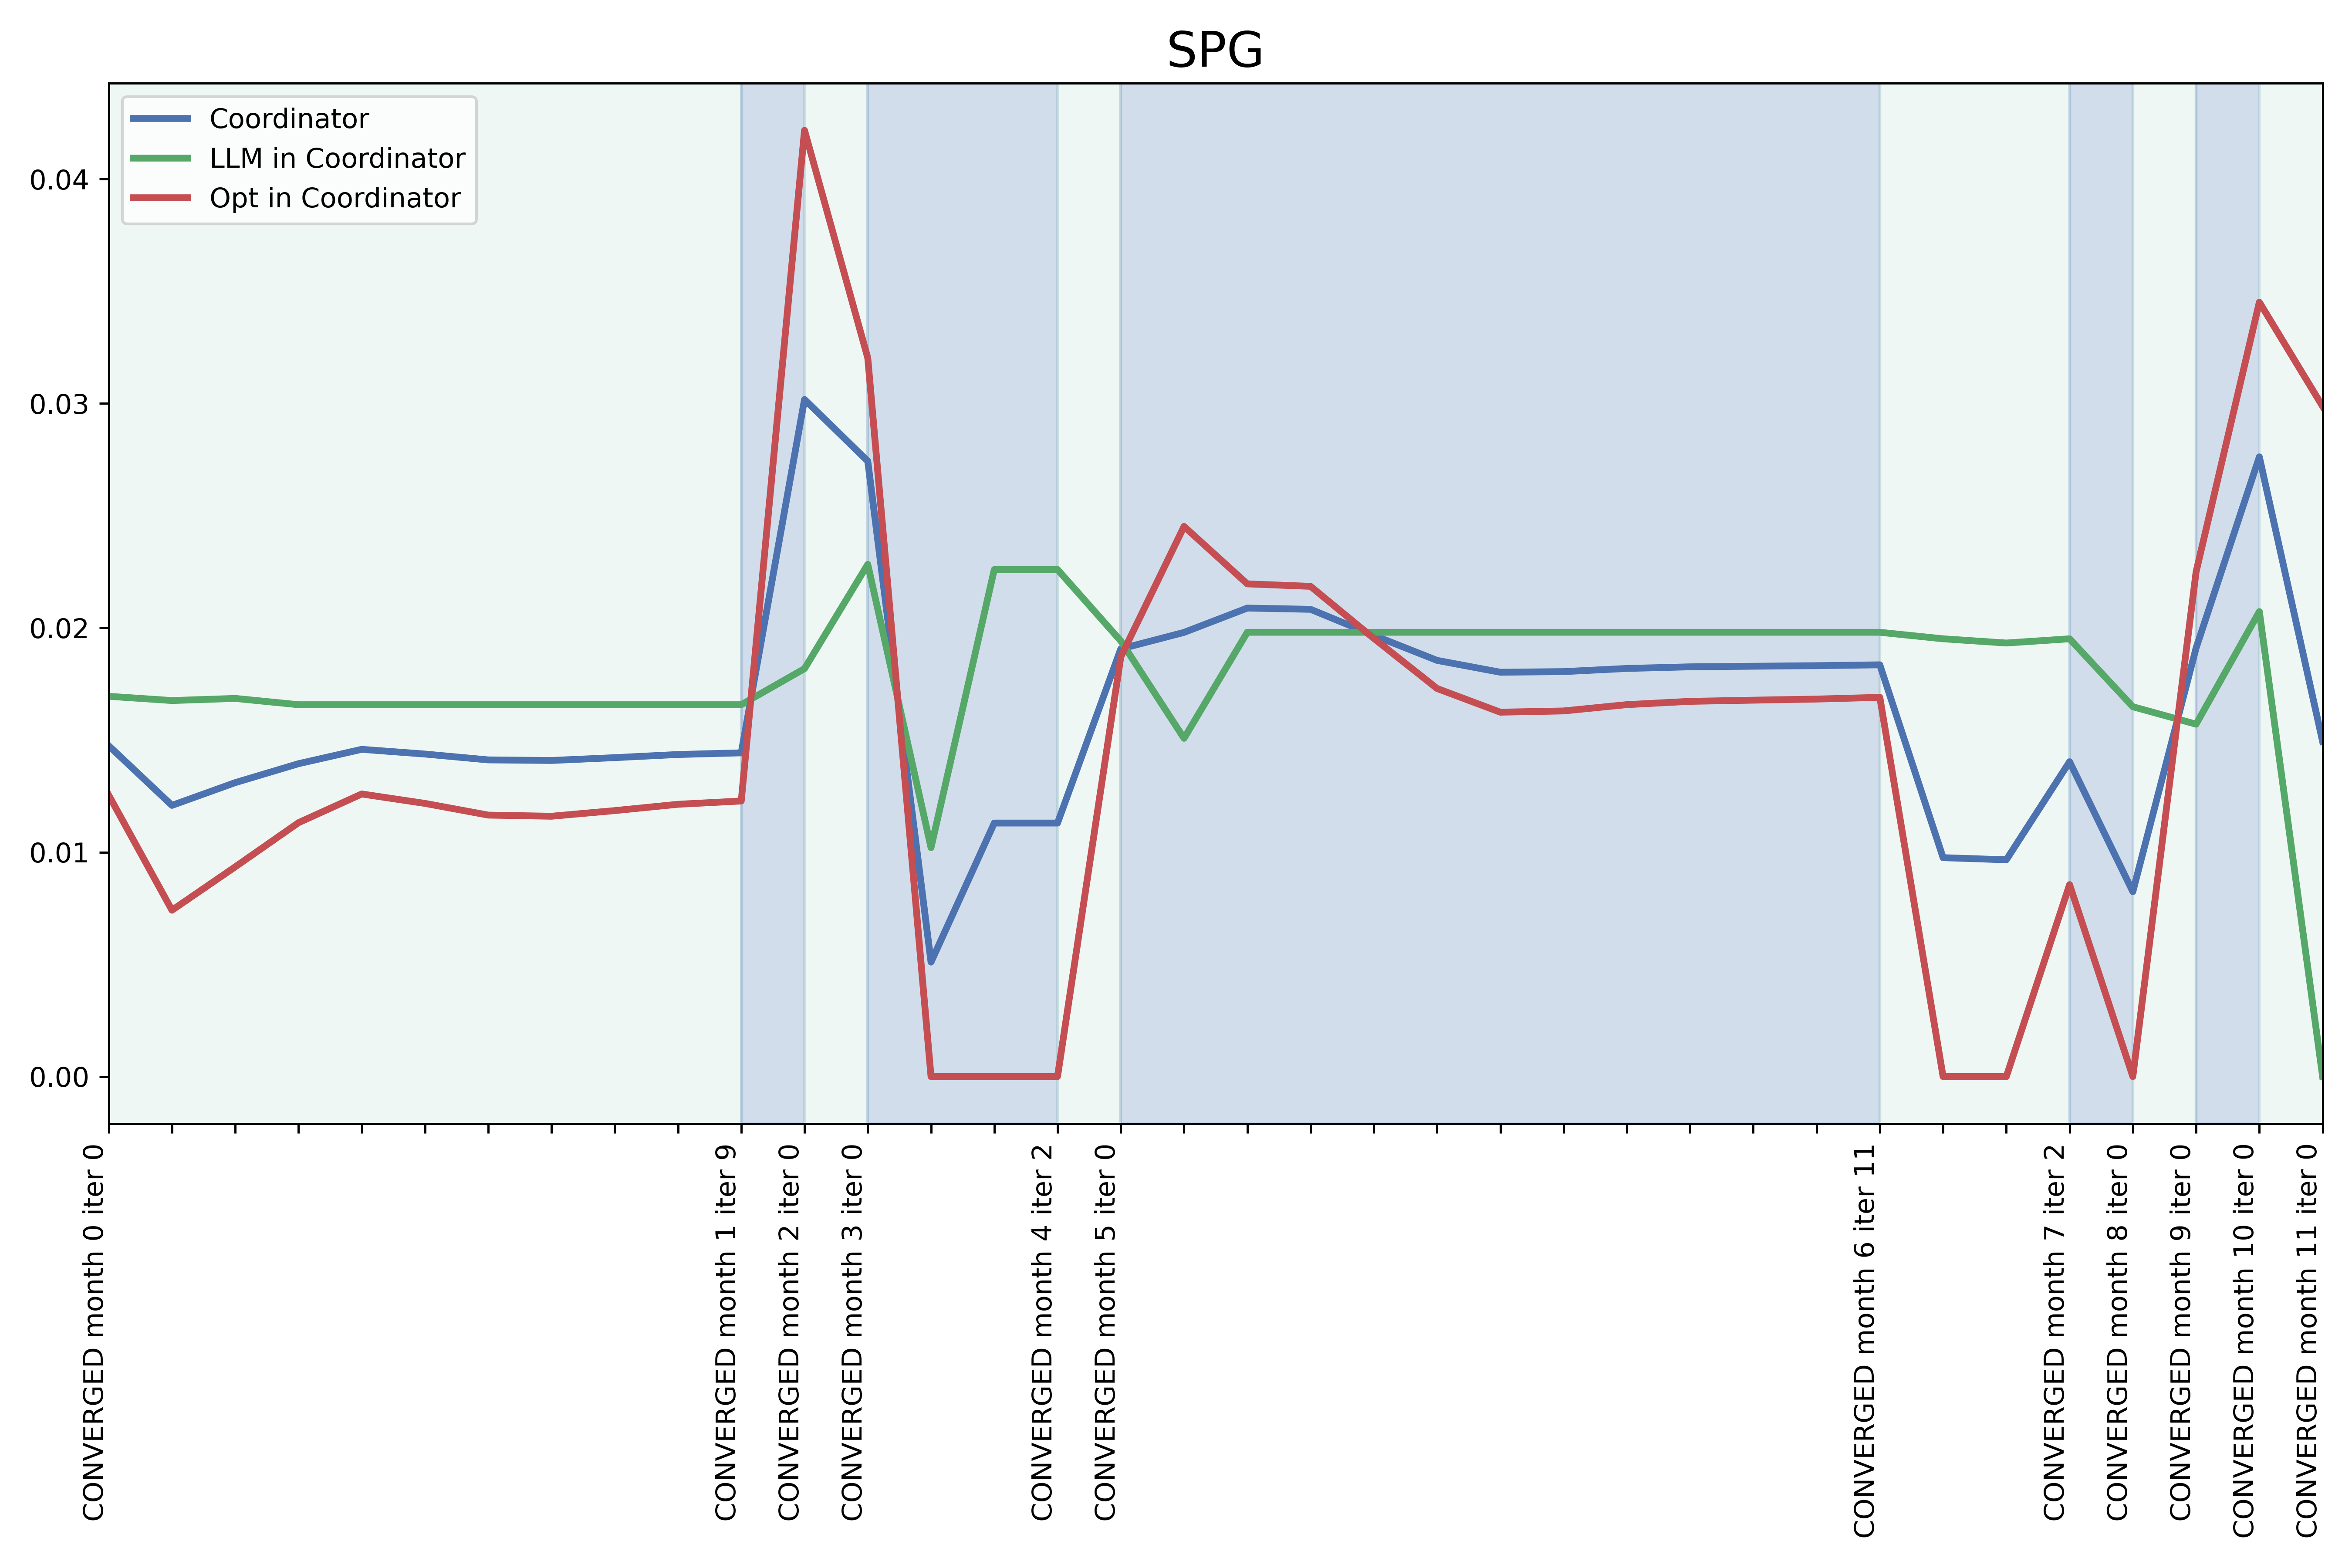 SPG
Coordinator
LLM in Coordinator
Opt in Coordinator
0.04
0.03
0.02
0.01
0.00
CONVERGED month 0 iter 0
CONVERGED month 1 iter 9
CONVERGED month 2 iter 0
CONVERGED month 3 iter 0
CONVERGED month 4 iter 2
CONVERGED month 5 iter 0
CONVERGED month 6 iter 11
CONVERGED month 7 iter 2
CONVERGED month 8 iter 0
CONVERGED month 9 iter 0
CONVERGED month 10 iter 0
CONVERGED month 11 iter 0